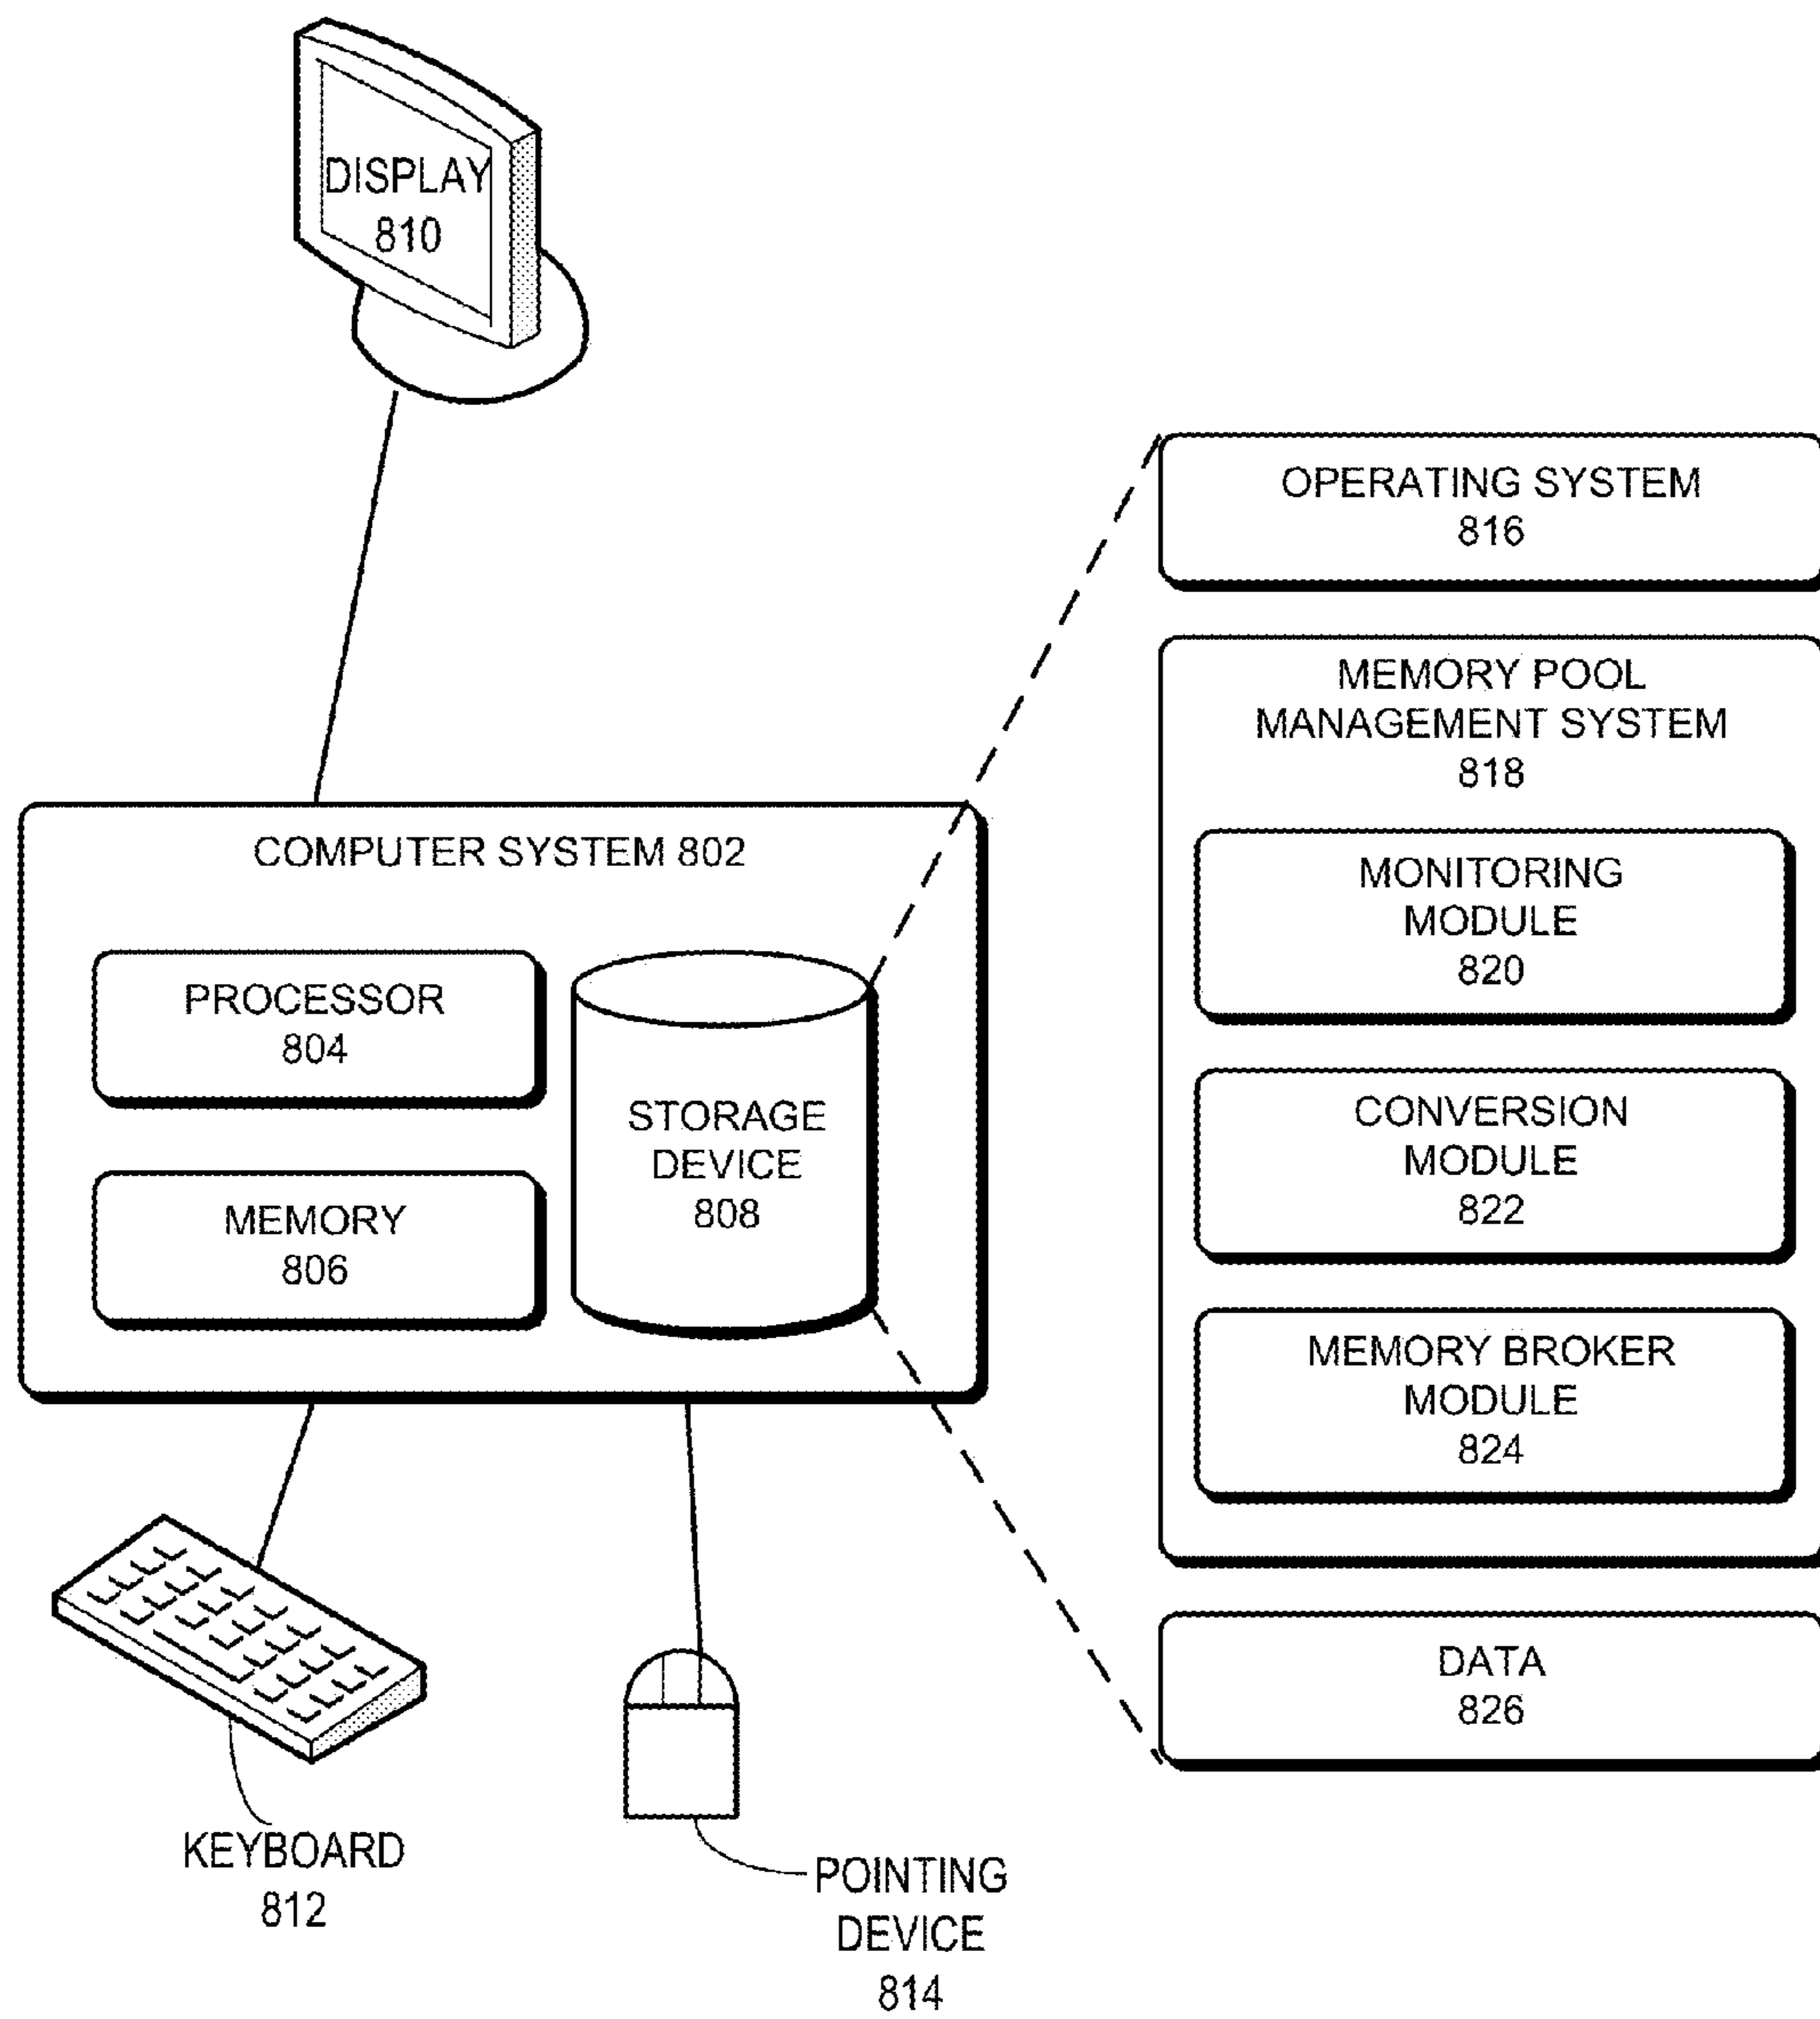 DISPLAY
810
OPERATING SYSTEM
816
MEMORY POOL
MANAGEMENT SYSTEM
818
MONITORING
MODULE
820
CONVERSION
MODULE
822
MEMORY BROKER
MODULE
824
DATA
826
COMPUTER SYSTEM 802
PROCESSOR
804
MEMORY
806
STORAGE
DEVICE
808
KEYBOARD
812
POINTING
DEVICE
814